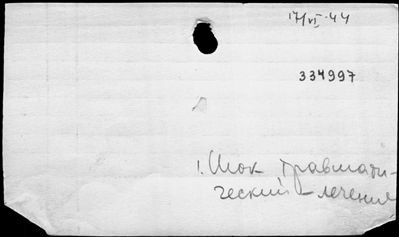 17/VI-44
334997
1. Шок травмати-
ческий - лечение